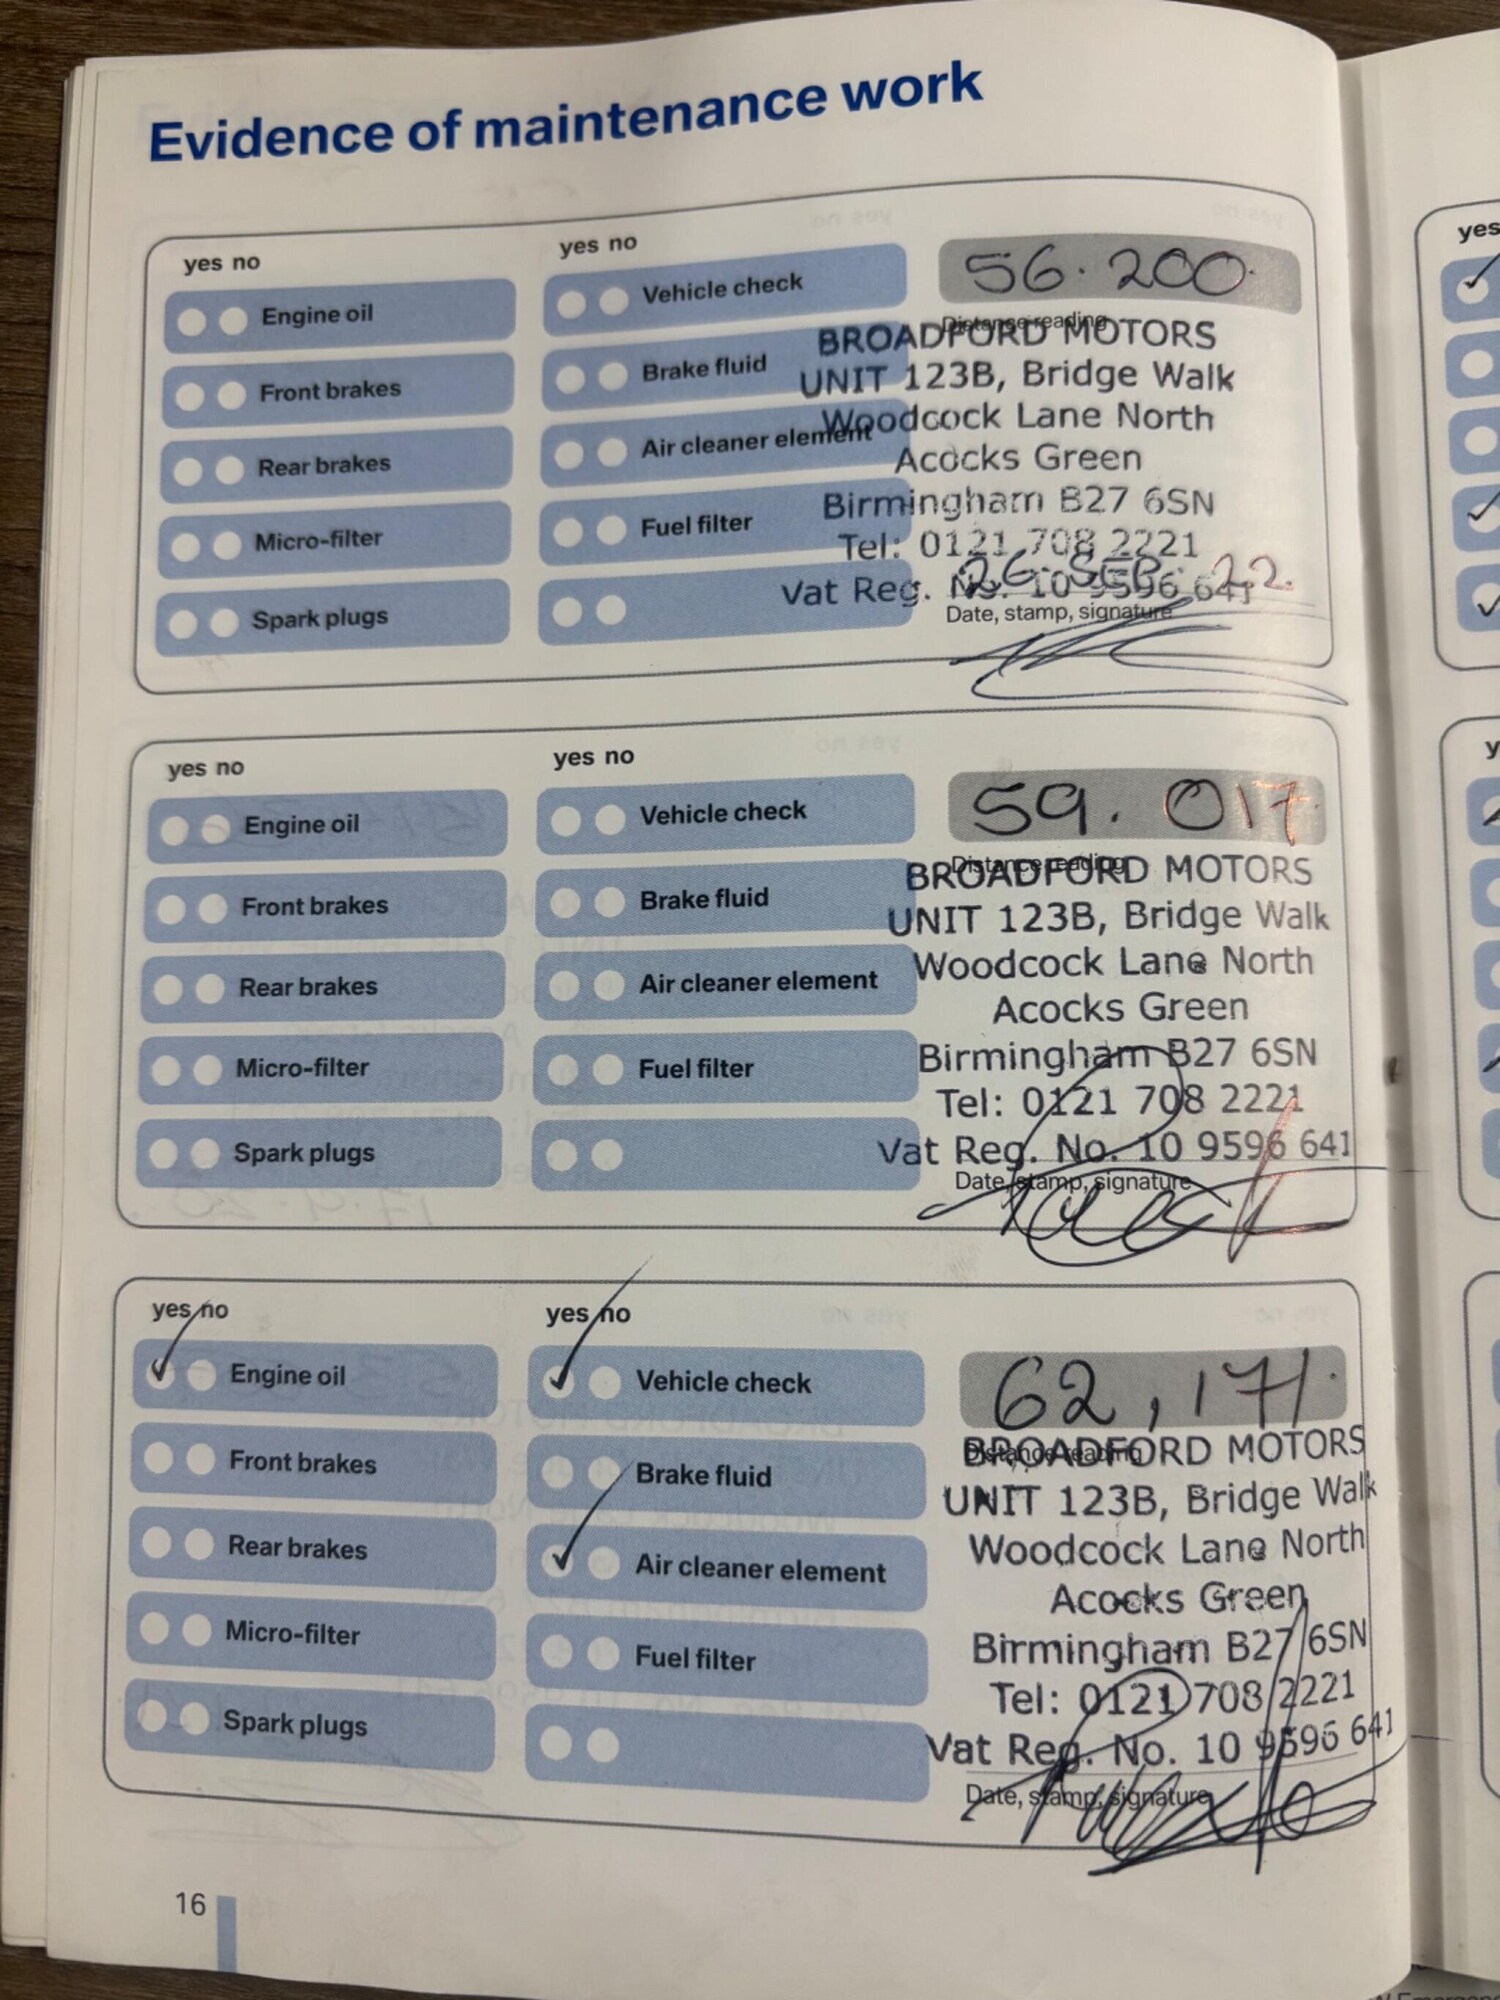 Evidence of maintenance work
yes no
yes no
56.200.
Engine oil
Vehicle check
Distance reading
Front brakes
Brake fluid
Rear brakes
Air cleaner element
Micro-filter
Fuel filter
Spark plugs
BROADFORD MOTORS
UNIT 123B, Bridge Walk
Woodcock Lane North
Acocks Green
Birmingham B27 6SN
Tel: 0121 708 2221
Vat Reg. No. 10 9596 641
26. SEP. 22.
Date, stamp, signature
yes no
yes no
59. 017.
Engine oil
Vehicle check
Distance reading
Front brakes
Brake fluid
Rear brakes
Air cleaner element
Micro-filter
Fuel filter
Spark plugs
BROADFORD MOTORS
UNIT 123B, Bridge Walk
Woodcock Lane North
Acocks Green
Birmingham B27 6SN
Tel: 0121 708 2221
Vat Reg. No. 10 9596 641
Date, stamp, signature
yes no
yes no
62,171.
Engine oil
Vehicle check
Distance reading
Front brakes
Brake fluid
Rear brakes
Air cleaner element
Micro-filter
Fuel filter
Spark plugs
BROADFORD MOTORS
UNIT 123B, Bridge Walk
Woodcock Lane North
Acocks Green
Birmingham B27 6SN
Tel: 0121 708 2221
Vat Reg. No. 10 9596 641
Date, stamp, signature
16
yes